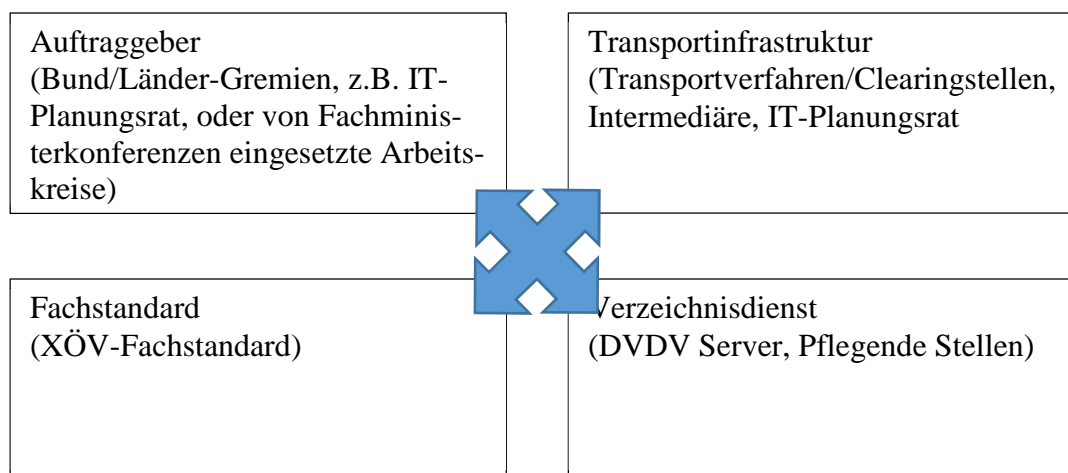 Auftraggeber
(Bund/Länder-Gremien, z.B. IT-
Planungsrat, oder von Fachminis-
terkonferenzen eingesetzte Arbeits-
kreise)
Transportinfrastruktur
(Transportverfahren/Clearingstellen,
Intermediäre, IT-Planungsrat
Fachstandard
(XÖV-Fachstandard)
Verzeichnisdienst
(DVDV Server, Pflegende Stellen)